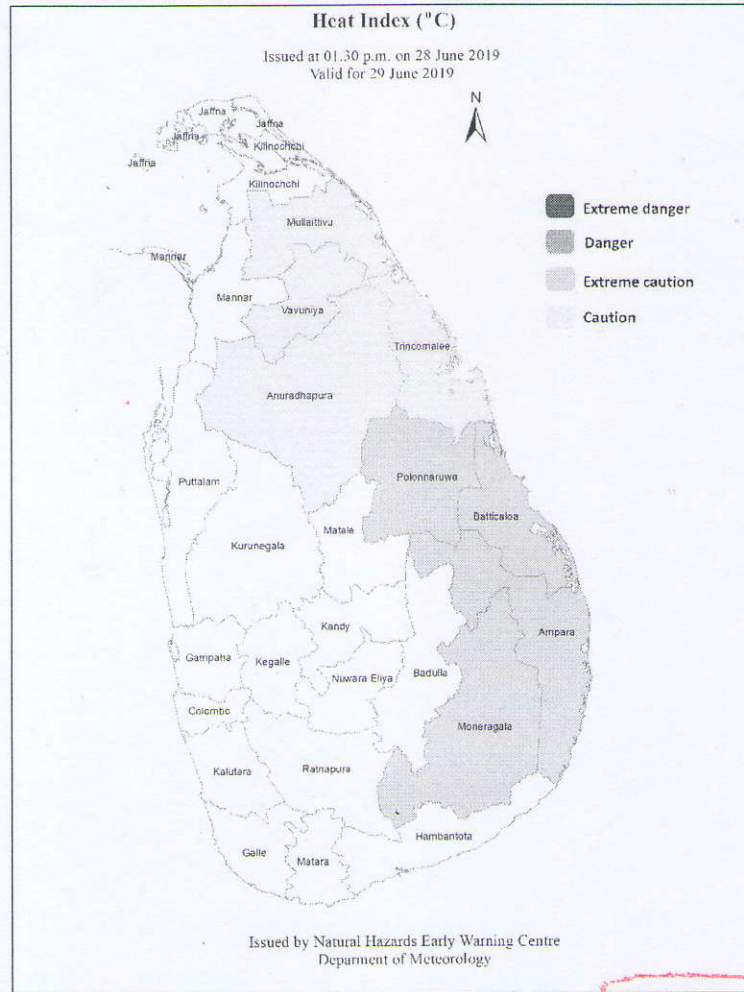 Heat Index (°C)
Issued at 01.30 p.m. on 28 June 2019
Valid for 29 June 2019
N
Jaffna
Jaffna
Jaffna
Kilinochchi
Jaffna
Kilinochchi
Extreme danger
Mullaittivu
Danger
Mannar
Extreme caution
Mannar
Vavuniya
Caution
Trincomalee
Anuradhapura
Polonnaruwa
Puttalam
Batticaloa
Matale
Kurunegala
Kandy
Ampara
Gampaha
Kegalle
Nuwara Eliya
Badulla
Colombo
Moneragala
Kalutara
Ratnapura
Hambantota
Galle
Matara
Issued by Natural Hazards Early Warning Centre
Deparment of Meteorology